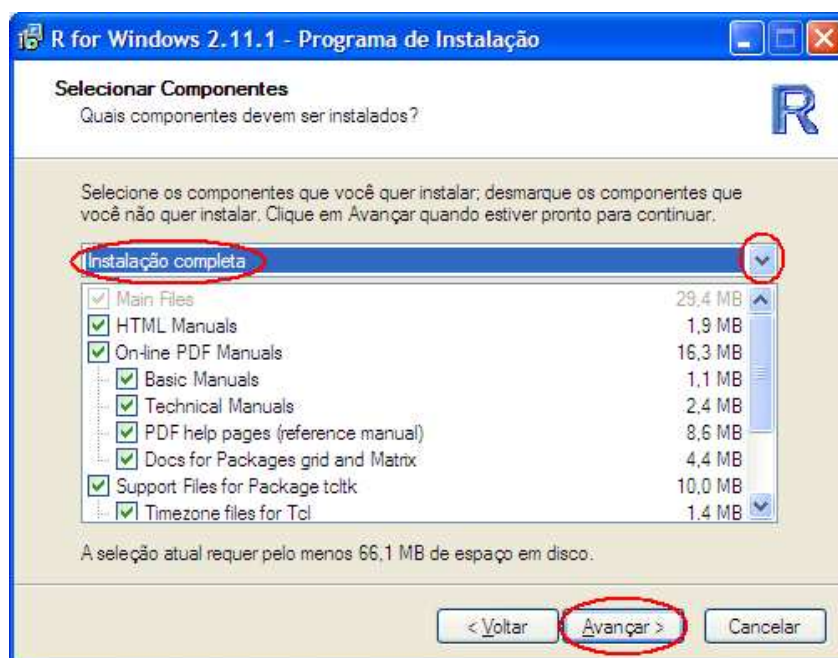 R for Windows 2.11.1 - Programa de Instalação
Selecionar Componentes
Quais componentes devem ser instalados?
R
Selecione os componentes que você quer instalar; desmarque os componentes que
você não quer instalar. Clique em Avançar quando estiver pronto para continuar.
Instalação completa
Main Files 29,4 MB
HTML Manuals 1,9 MB
On-line PDF Manuals 16,3 MB
Basic Manuals 1,1 MB
Technical Manuals 2,4 MB
PDF help pages (reference manual) 8,6 MB
Docs for Packages grid and Matrix 4,4 MB
Support Files for Package tcltk 10,0 MB
Timezone files for Tcl 1,4 MB
A seleção atual requer pelo menos 66,1 MB de espaço em disco.
< Voltar Avançar > Cancelar